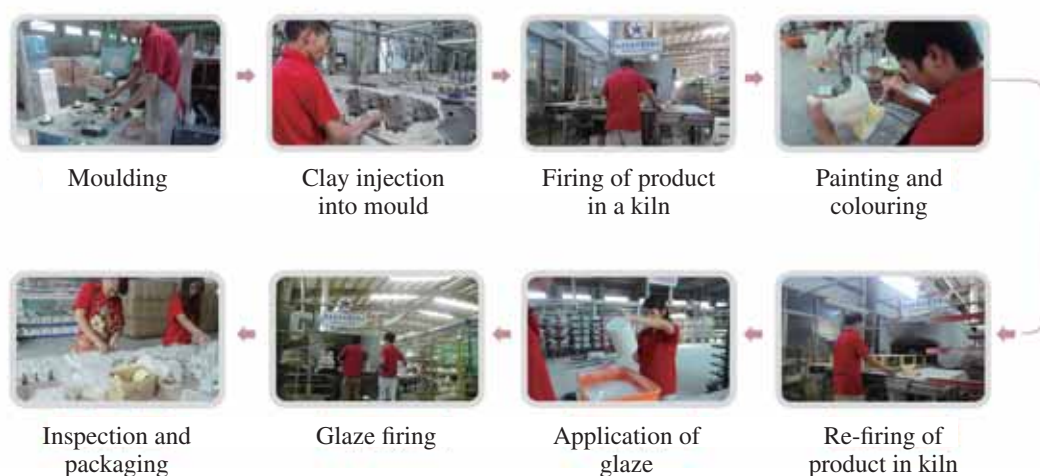 Moulding
Clay injection
into mould
Firing of product
in a kiln
Painting and
colouring
Inspection and
packaging
Glaze firing
Application of
glaze
Re-firing of
product in kiln